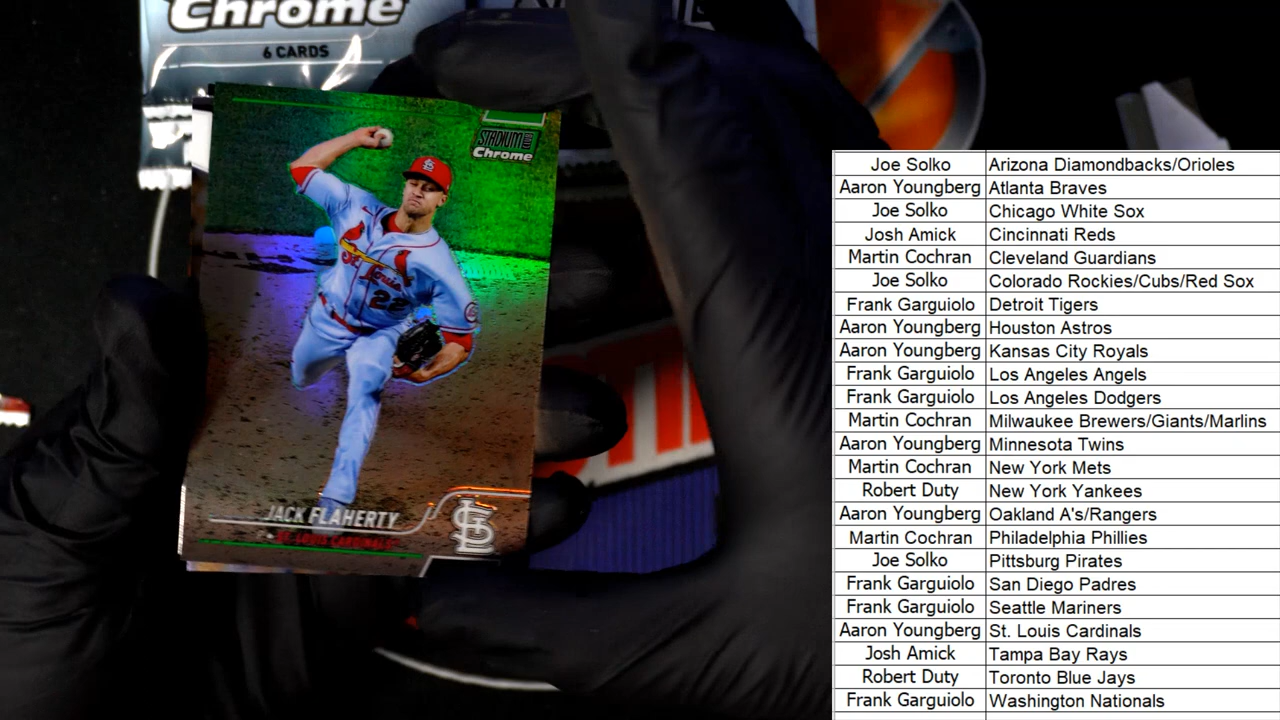 Chrome
6 CARDS
STADIUM CLUB
Chrome
St. Louis
22
JACK FLAHERTY
ST. LOUIS CARDINALS
STL
Joe Solko Arizona Diamondbacks/Orioles
Aaron Youngberg Atlanta Braves
Joe Solko Chicago White Sox
Josh Amick Cincinnati Reds
Martin Cochran Cleveland Guardians
Joe Solko Colorado Rockies/Cubs/Red Sox
Frank Garguiolo Detroit Tigers
Aaron Youngberg Houston Astros
Aaron Youngberg Kansas City Royals
Frank Garguiolo Los Angeles Angels
Frank Garguiolo Los Angeles Dodgers
Martin Cochran Milwaukee Brewers/Giants/Marlins
Aaron Youngberg Minnesota Twins
Martin Cochran New York Mets
Robert Duty New York Yankees
Aaron Youngberg Oakland A's/Rangers
Martin Cochran Philadelphia Phillies
Joe Solko Pittsburg Pirates
Frank Garguiolo San Diego Padres
Frank Garguiolo Seattle Mariners
Aaron Youngberg St. Louis Cardinals
Josh Amick Tampa Bay Rays
Robert Duty Toronto Blue Jays
Frank Garguiolo Washington Nationals